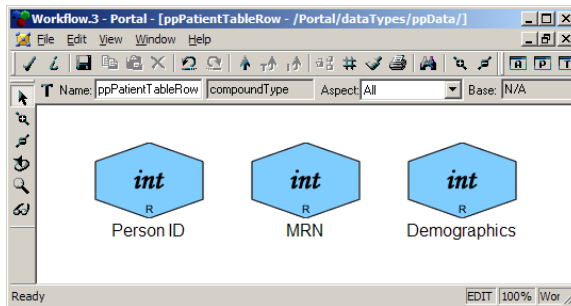 Workflow.3 - Portal - [ppPatientTableRow - /Portal/dataTypes/ppData/]
File Edit View Window Help
A P T
T Name: ppPatientTableRow compoundType Aspect: All Base: N/A
int int int
R R R
Person ID MRN Demographics
Ready EDIT 100% Wor